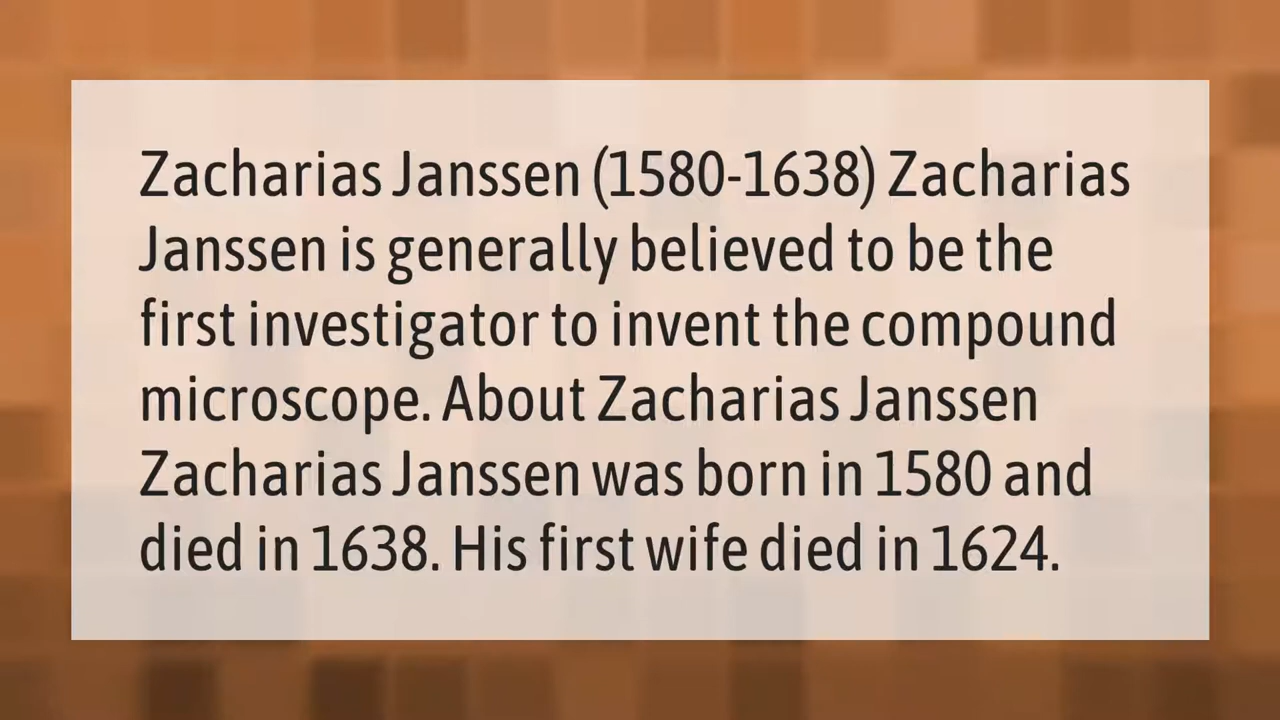 Zacharias Janssen (1580-1638) Zacharias
Janssen is generally believed to be the
first investigator to invent the compound
microscope. About Zacharias Janssen
Zacharias Janssen was born in 1580 and
died in 1638. His first wife died in 1624.